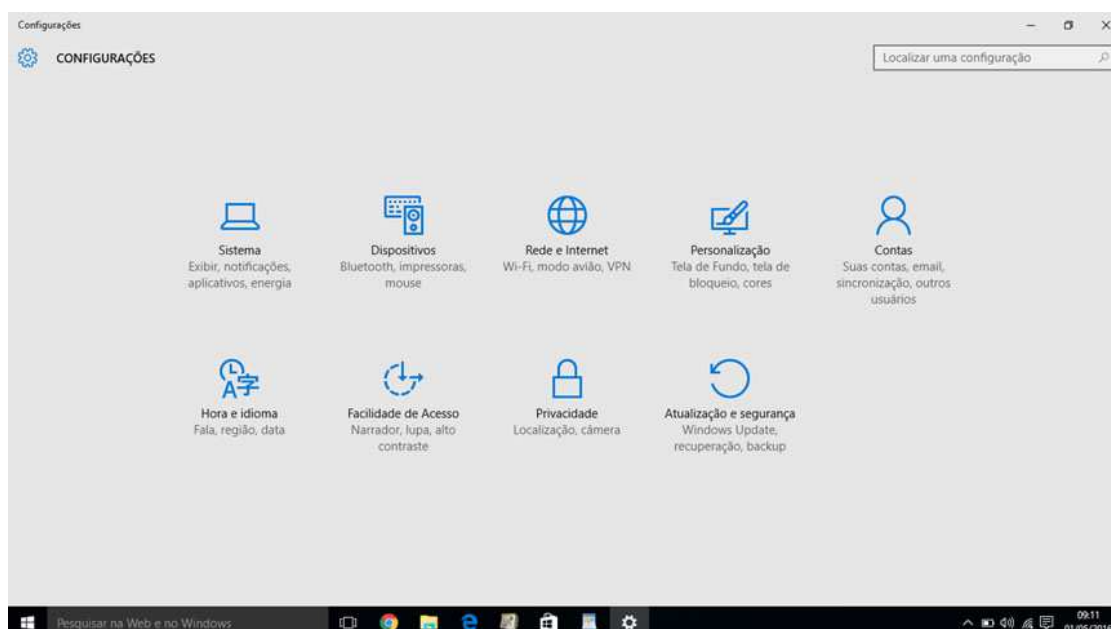 Configurações
CONFIGURAÇÕES
Localizar uma configuração
Sistema
Exibir, notificações,
aplicativos, energia
Dispositivos
Bluetooth, impressoras,
mouse
Rede e Internet
Wi-Fi, modo avião, VPN
Personalização
Tela de Fundo, tela de
bloqueio, cores
Contas
Suas contas, email,
sincronização, outros
usuários
Hora e idioma
Fala, região, data
Facilidade de Acesso
Narrador, lupa, alto
contraste
Privacidade
Localização, câmera
Atualização e segurança
Windows Update,
recuperação, backup
Pesquisar na Web e no Windows
09:11
01/05/2016